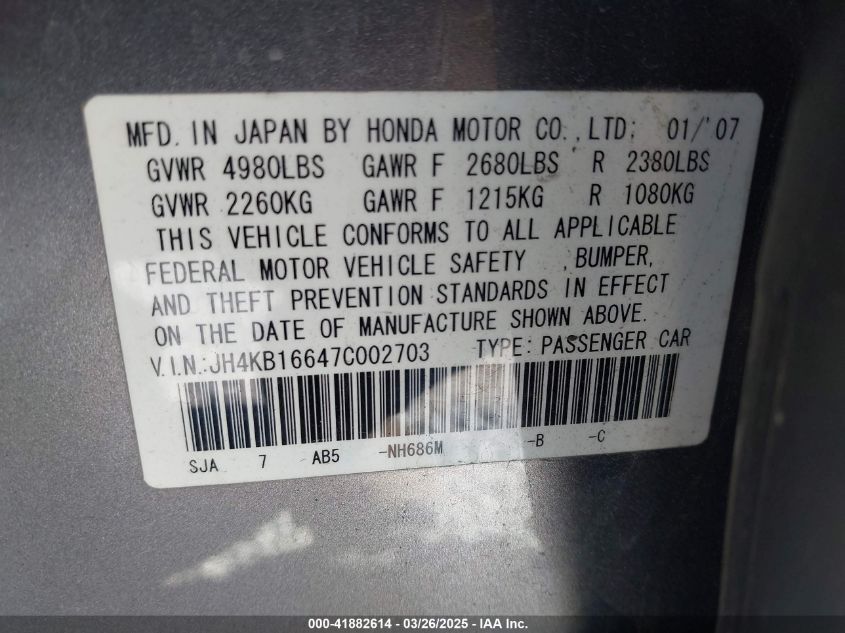 MFD. IN JAPAN BY HONDA MOTOR CO.,LTD; 01/'07
GVWR 4980LBS GAWR F 2680LBS R 2380LBS
GVWR 2260KG GAWR F 1215KG R 1080KG
THIS VEHICLE CONFORMS TO ALL APPLICABLE
FEDERAL MOTOR VEHICLE SAFETY ,BUMPER,
AND THEFT PREVENTION STANDARDS IN EFFECT
ON THE DATE OF MANUFACTURE SHOWN ABOVE.
V.I.N.:JH4KB16647C002703 TYPE: PASSENGER CAR
SJA 7 AB5 -NH686M -B -C
000-41882614 - 03/26/2025 - IAA Inc.